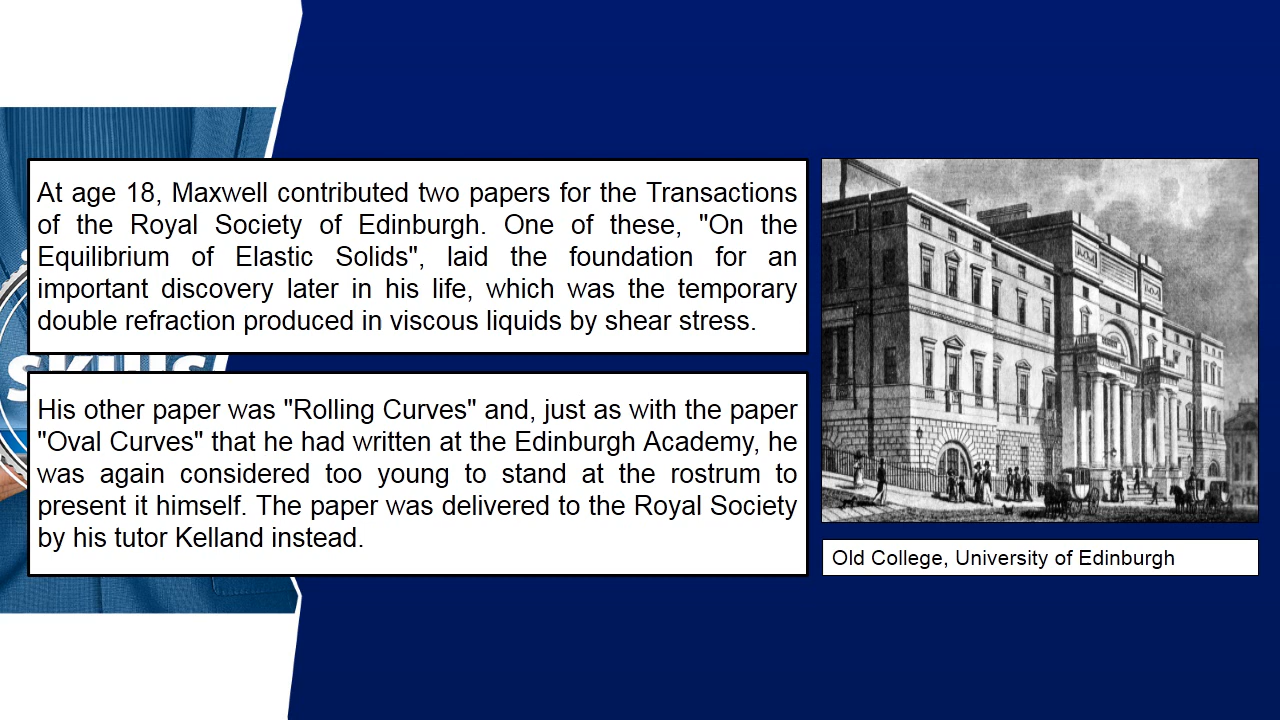 At age 18, Maxwell contributed two papers for the Transactions
of the Royal Society of Edinburgh. One of these, "On the
Equilibrium of Elastic Solids", laid the foundation for an
important discovery later in his life, which was the temporary
double refraction produced in viscous liquids by shear stress.
His other paper was "Rolling Curves" and, just as with the paper
"Oval Curves" that he had written at the Edinburgh Academy, he
was again considered too young to stand at the rostrum to
present it himself. The paper was delivered to the Royal Society
by his tutor Kelland instead.
Old College, University of Edinburgh